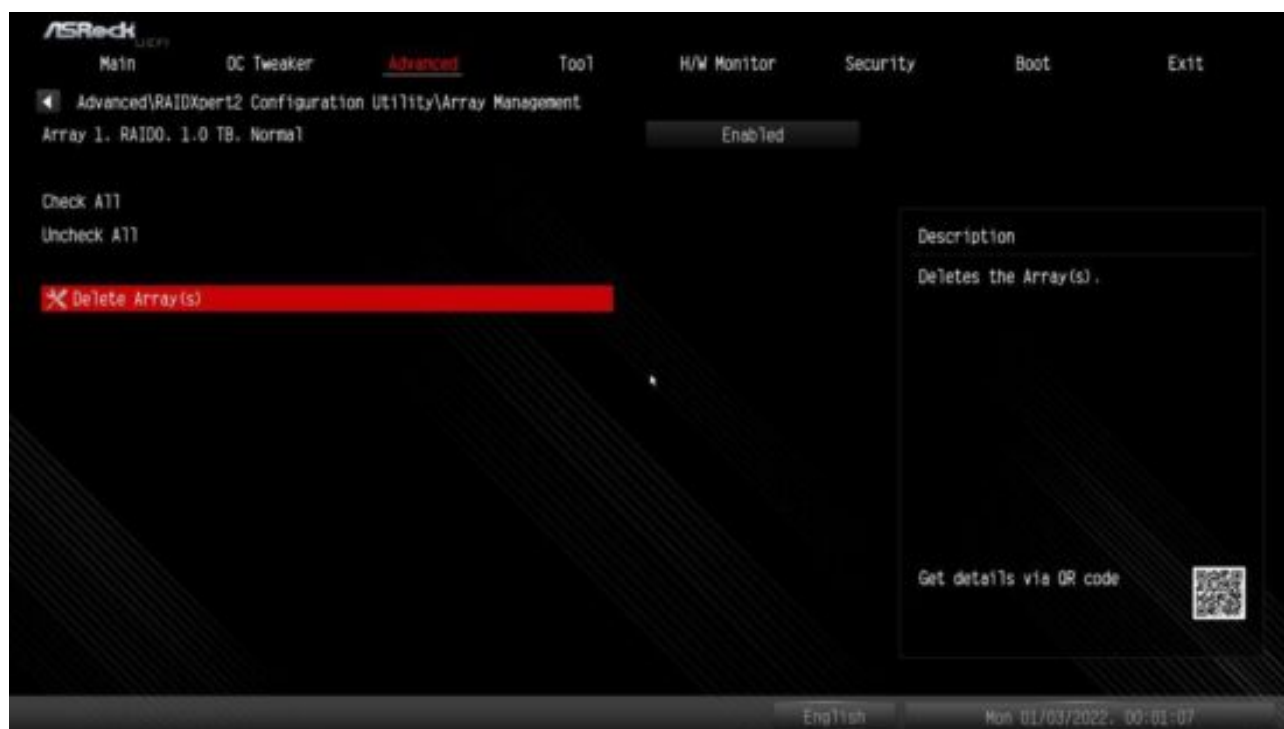 ASRock
UEFI
Main OC Tweaker Advanced Tool H/W Monitor Security Boot Exit
Advanced\RAIDXpert2 Configuration Utility\Array Management
Array 1. RAID0. 1.0 TB. Normal Enabled
Check All
Uncheck All
Delete Array(s)
Description
Deletes the Array(s).
Get details via QR code
English Mon 01/03/2022. 00:01:07